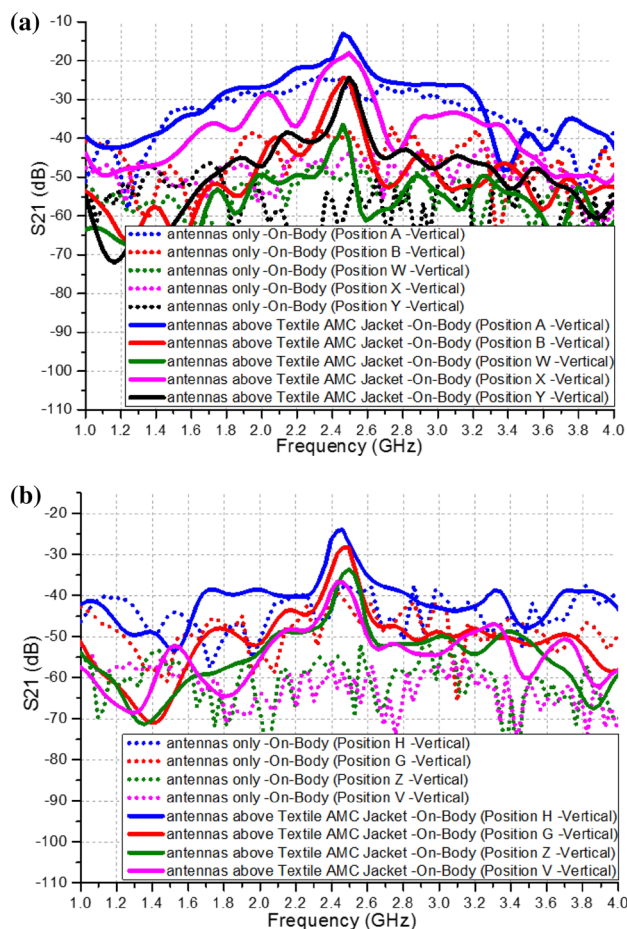 (a)
-10
-20
-30
-40
-50
-60
-70
-80
-90
-100
-110
S21 (dB)
antennas only -On-Body (Position A -Vertical)
antennas only -On-Body (Position B -Vertical)
antennas only -On-Body (Position W -Vertical)
antennas only -On-Body (Position X -Vertical)
antennas only -On-Body (Position Y -Vertical)
antennas above Textile AMC Jacket -On-Body (Position A -Vertical)
antennas above Textile AMC Jacket -On-Body (Position B -Vertical)
antennas above Textile AMC Jacket -On-Body (Position W -Vertical)
antennas above Textile AMC Jacket -On-Body (Position X -Vertical)
antennas above Textile AMC Jacket -On-Body (Position Y -Vertical)
1.0 1.2 1.4 1.6 1.8 2.0 2.2 2.4 2.6 2.8 3.0 3.2 3.4 3.6 3.8 4.0
Frequency (GHz)
(b)
-20
-30
-40
-50
-60
-70
-80
-90
-100
-110
S21 (dB)
antennas only -On-Body (Position H -Vertical)
antennas only -On-Body (Position G -Vertical)
antennas only -On-Body (Position Z -Vertical)
antennas only -On-Body (Position V -Vertical)
antennas above Textile AMC Jacket -On-Body (Position H -Vertical)
antennas above Textile AMC Jacket -On-Body (Position G -Vertical)
antennas above Textile AMC Jacket -On-Body (Position Z -Vertical)
antennas above Textile AMC Jacket -On-Body (Position V -Vertical)
1.0 1.2 1.4 1.6 1.8 2.0 2.2 2.4 2.6 2.8 3.0 3.2 3.4 3.6 3.8 4.0
Frequency (GHz)